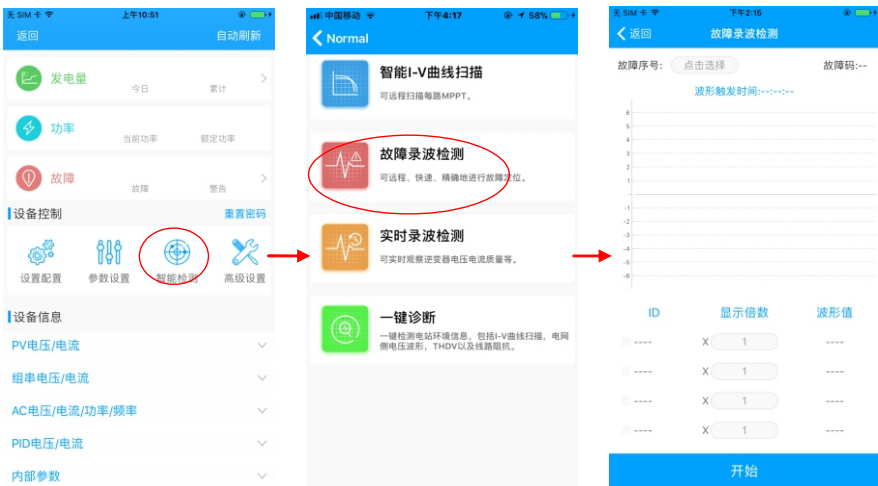 无 SIM 卡 上午10:51
返回 自动刷新
发电量 今日 累计
功率 当前功率 额定功率
故障 故障 警告
设备控制 重置密码
设置配置 参数设置 智能检测 高级设置
设备信息
PV电压/电流
组串电压/电流
AC电压/电流/功率/频率
PID电压/电流
内部参数
中国移动 下午4:17 58%
Normal
智能I-V曲线扫描
可远程扫描每路MPPT。
故障录波检测
可远程、快速、精确地进行故障定位。
实时录波检测
可实时观察逆变器电压电流质量等。
一键诊断
一键检测电站环境信息，包括I-V曲线扫描，电网
侧电压波形，THDV以及线路阻抗。
无 SIM 卡 下午2:15
返回 故障录波检测
故障序号: 点击选择 故障码:--
波形触发时间:--:--:--
6
5
4
3
2
1
-1
-2
-3
-4
-5
-6
ID 显示倍数 波形值
---- X 1 ----
---- X 1 ----
---- X 1 ----
---- X 1 ----
开始